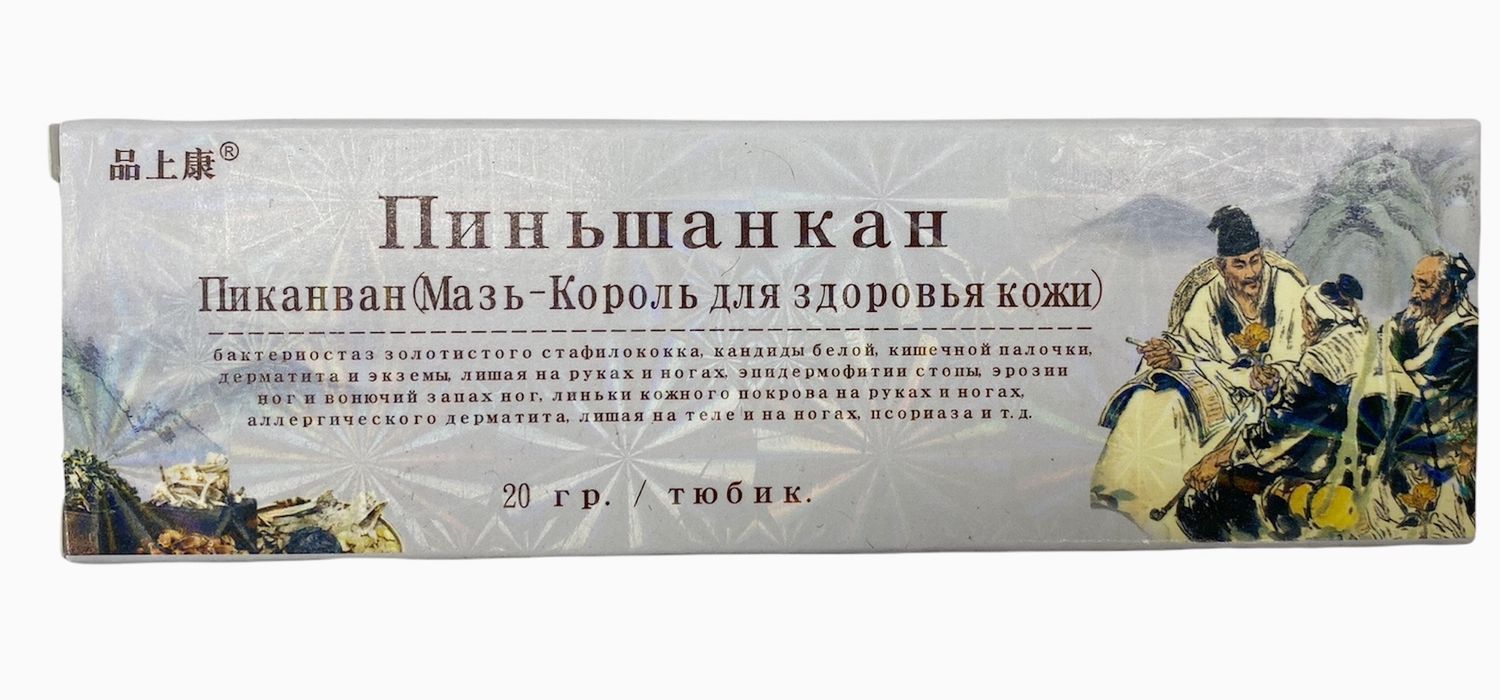 品上康®
Пиньшанкан
Пиканван(Мазь-Король для здоровья кожи)
бактериостаз золотистого стафилококка, кандиды белой, кишечной палочки,
дерматита и экземы, лишая на руках и ногах, эпидермофитии стопы, эрозии
ног и вонючий запах ног, линьки кожного покрова на руках и ногах,
аллергического дерматита, лишая на теле и на ногах, псориаза и т.д.
20 гр. / тюбик.